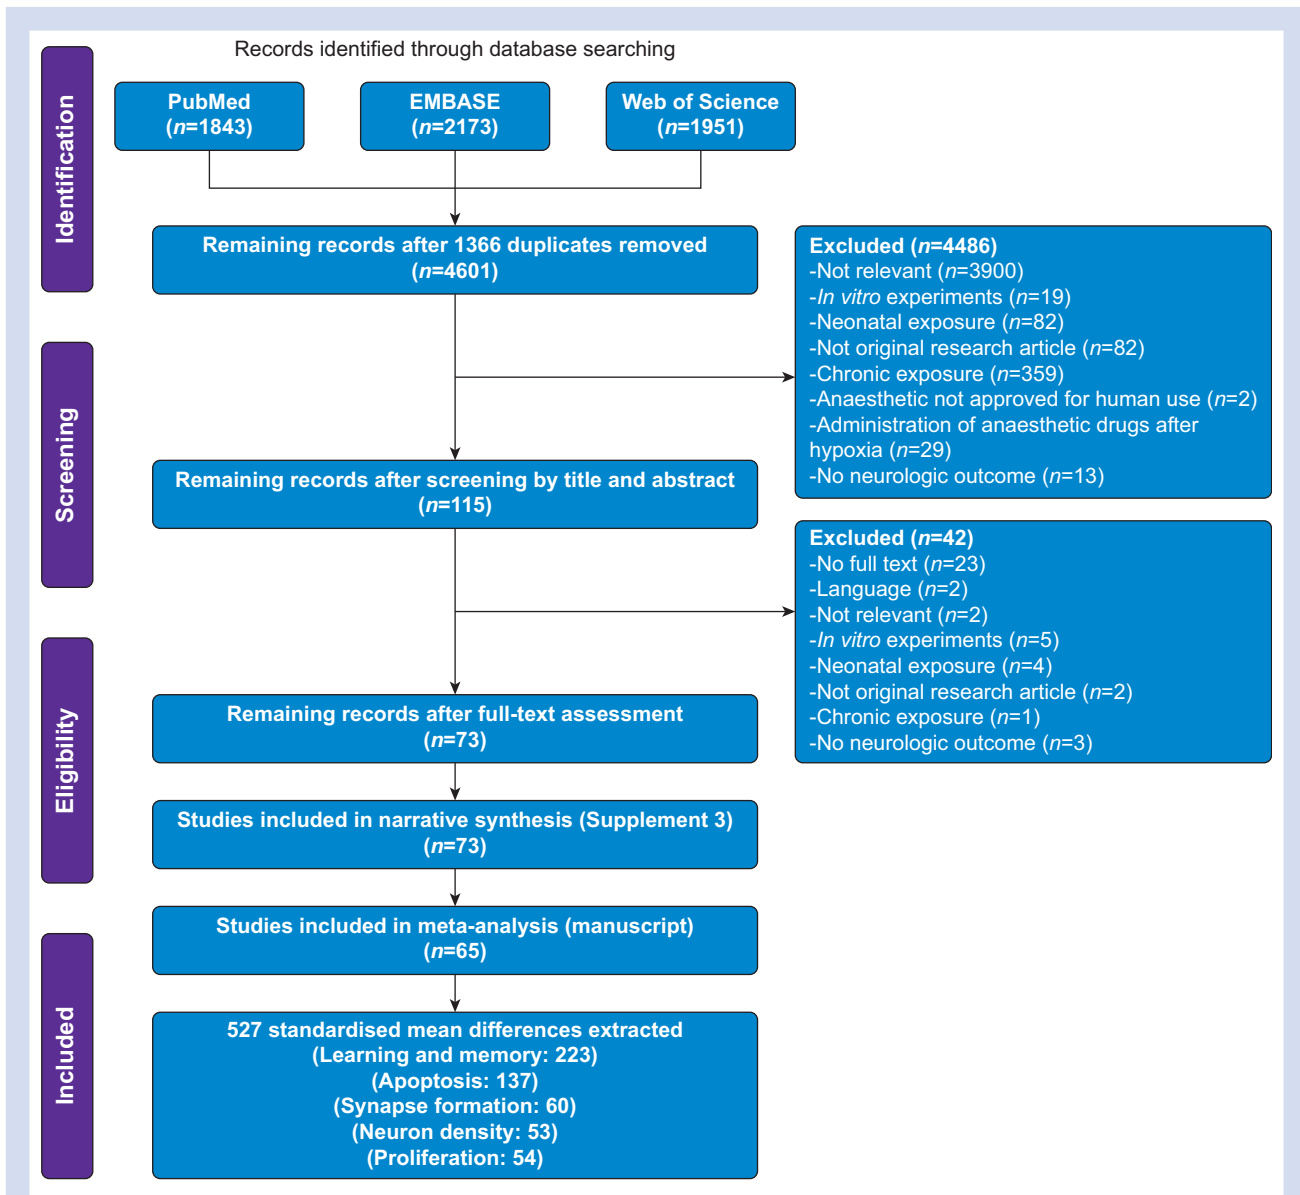 Identification
Records identified through database searching
PubMed
(n=1843)
EMBASE
(n=2173)
Web of Science
(n=1951)
Remaining records after 1366 duplicates removed
(n=4601)
Excluded (n=4486)
-Not relevant (n=3900)
-In vitro experiments (n=19)
-Neonatal exposure (n=82)
-Not original research article (n=82)
-Chronic exposure (n=359)
-Anaesthetic not approved for human use (n=2)
-Administration of anaesthetic drugs after
hypoxia (n=29)
-No neurologic outcome (n=13)
Screening
Remaining records after screening by title and abstract
(n=115)
Excluded (n=42)
-No full text (n=23)
-Language (n=2)
-Not relevant (n=2)
-In vitro experiments (n=5)
-Neonatal exposure (n=4)
-Not original research article (n=2)
-Chronic exposure (n=1)
-No neurologic outcome (n=3)
Eligibility
Remaining records after full-text assessment
(n=73)
Studies included in narrative synthesis (Supplement 3)
(n=73)
Included
Studies included in meta-analysis (manuscript)
(n=65)
527 standardised mean differences extracted
(Learning and memory: 223)
(Apoptosis: 137)
(Synapse formation: 60)
(Neuron density: 53)
(Proliferation: 54)